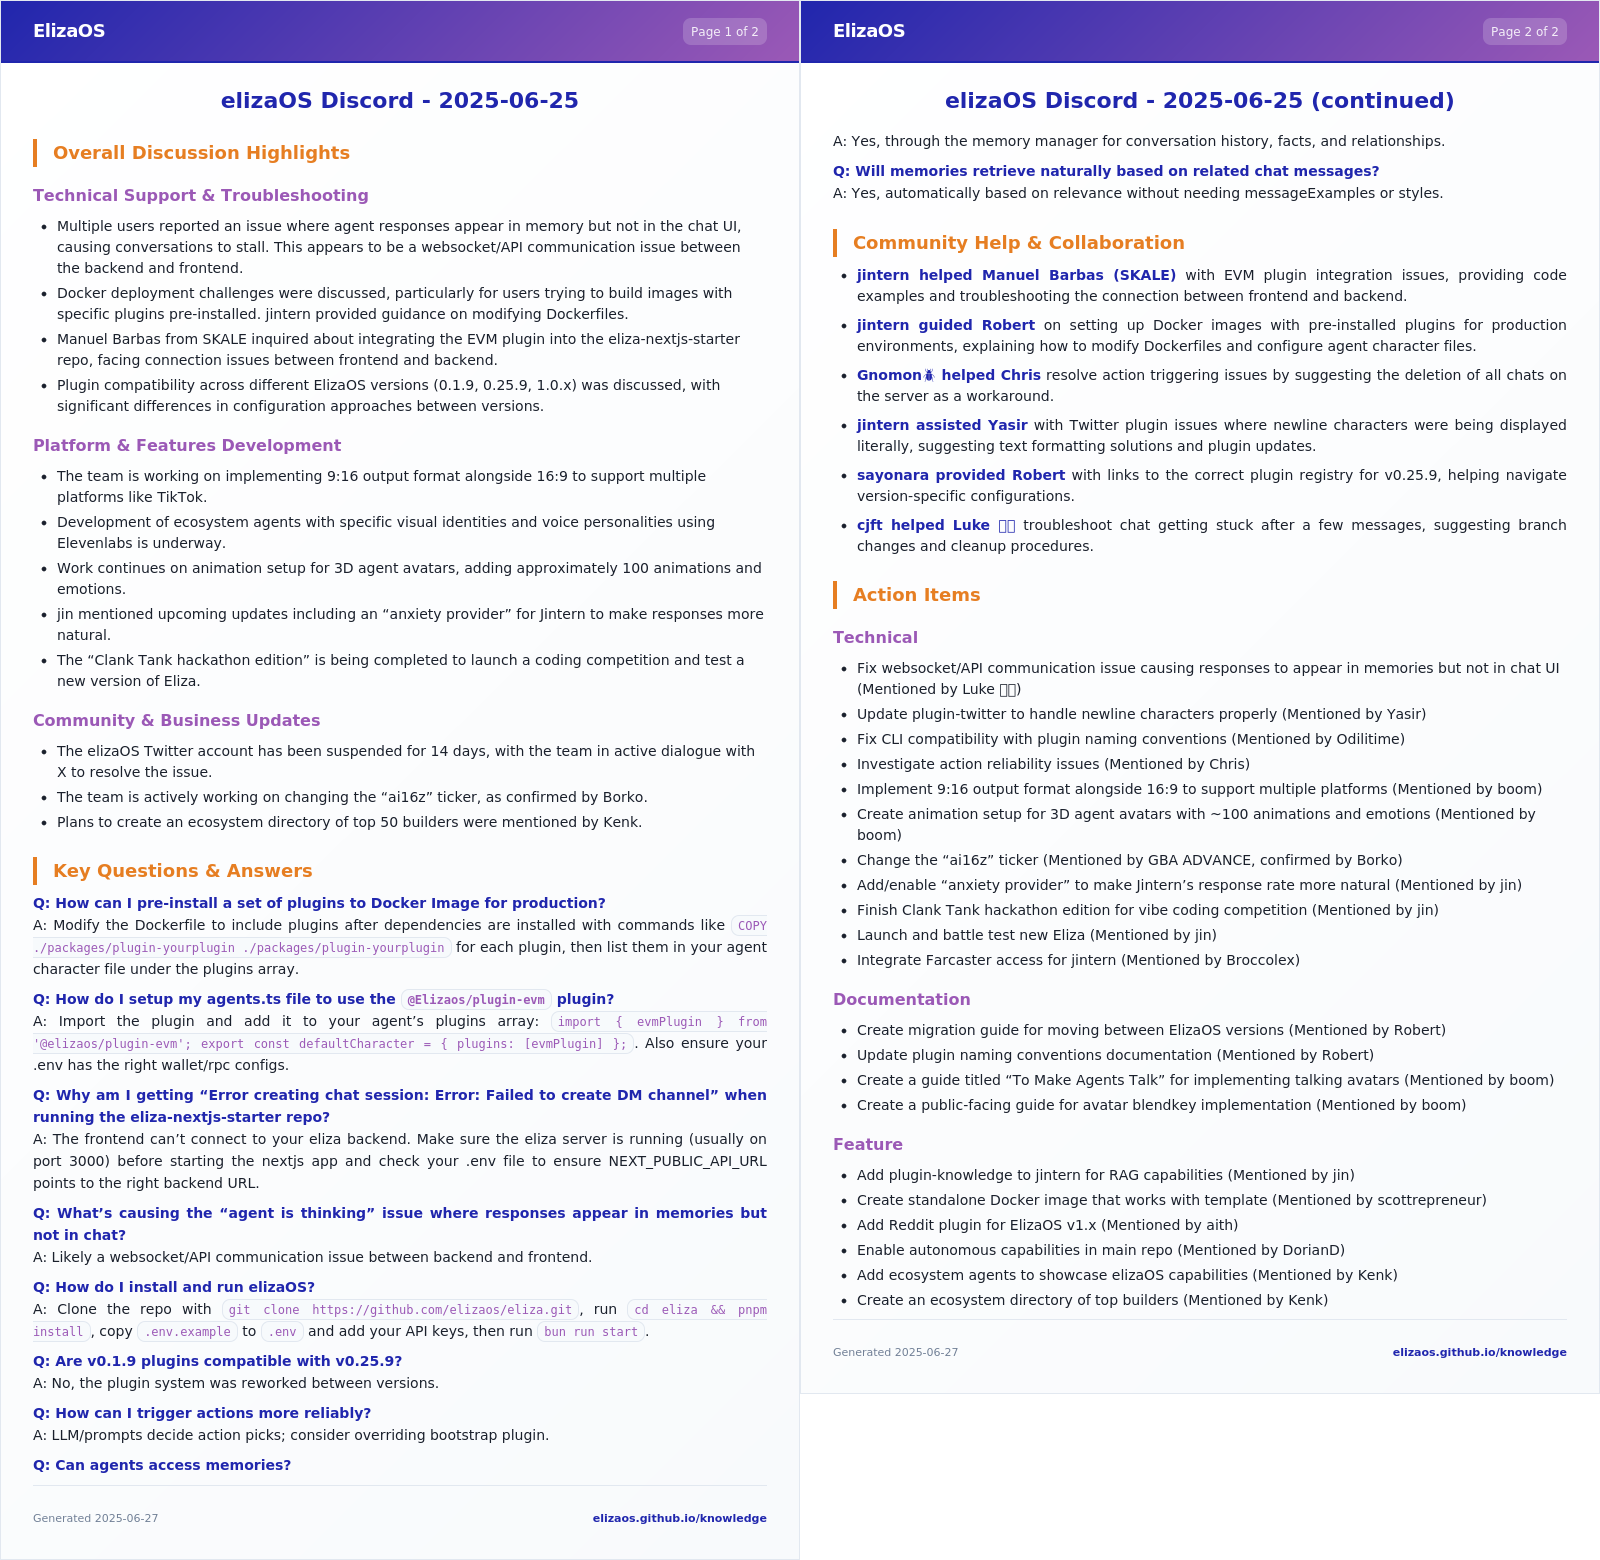 ElizaOS
Page 1 of 2
elizaOS Discord - 2025-06-25
Overall Discussion Highlights
Technical Support & Troubleshooting
• Multiple users reported an issue where agent responses appear in memory but not in the chat UI,
causing conversations to stall. This appears to be a websocket/API communication issue between
the backend and frontend.
• Docker deployment challenges were discussed, particularly for users trying to build images with
specific plugins pre-installed. jintern provided guidance on modifying Dockerfiles.
• Manuel Barbas from SKALE inquired about integrating the EVM plugin into the eliza-nextjs-starter
repo, facing connection issues between frontend and backend.
• Plugin compatibility across different ElizaOS versions (0.1.9, 0.25.9, 1.0.x) was discussed, with
significant differences in configuration approaches between versions.
Platform & Features Development
• The team is working on implementing 9:16 output format alongside 16:9 to support multiple
platforms like TikTok.
• Development of ecosystem agents with specific visual identities and voice personalities using
Elevenlabs is underway.
• Work continues on animation setup for 3D agent avatars, adding approximately 100 animations and
emotions.
• jin mentioned upcoming updates including an “anxiety provider” for Jintern to make responses more
natural.
• The “Clank Tank hackathon edition” is being completed to launch a coding competition and test a
new version of Eliza.
Community & Business Updates
• The elizaOS Twitter account has been suspended for 14 days, with the team in active dialogue with
X to resolve the issue.
• The team is actively working on changing the “ai16z” ticker, as confirmed by Borko.
• Plans to create an ecosystem directory of top 50 builders were mentioned by Kenk.
Key Questions & Answers
Q: How can I pre-install a set of plugins to Docker Image for production?
A: Modify the Dockerfile to include plugins after dependencies are installed with commands like COPY
./packages/plugin-yourplugin ./packages/plugin-yourplugin for each plugin, then list them in your agent
character file under the plugins array.
Q: How do I setup my agents.ts file to use the @Elizaos/plugin-evm plugin?
A: Import the plugin and add it to your agent’s plugins array: import { evmPlugin } from
'@elizaos/plugin-evm'; export const defaultCharacter = { plugins: [evmPlugin] };. Also ensure your
.env has the right wallet/rpc configs.
Q: Why am I getting “Error creating chat session: Error: Failed to create DM channel” when
running the eliza-nextjs-starter repo?
A: The frontend can’t connect to your eliza backend. Make sure the eliza server is running (usually on
port 3000) before starting the nextjs app and check your .env file to ensure NEXT_PUBLIC_API_URL
points to the right backend URL.
Q: What’s causing the “agent is thinking” issue where responses appear in memories but
not in chat?
A: Likely a websocket/API communication issue between backend and frontend.
Q: How do I install and run elizaOS?
A: Clone the repo with git clone https://github.com/elizaos/eliza.git, run cd eliza && pnpm
install, copy .env.example to .env and add your API keys, then run bun run start.
Q: Are v0.1.9 plugins compatible with v0.25.9?
A: No, the plugin system was reworked between versions.
Q: How can I trigger actions more reliably?
A: LLM/prompts decide action picks; consider overriding bootstrap plugin.
Q: Can agents access memories?
Generated 2025-06-27
elizaos.github.io/knowledge
ElizaOS
Page 2 of 2
elizaOS Discord - 2025-06-25 (continued)
A: Yes, through the memory manager for conversation history, facts, and relationships.
Q: Will memories retrieve naturally based on related chat messages?
A: Yes, automatically based on relevance without needing messageExamples or styles.
Community Help & Collaboration
• jintern helped Manuel Barbas (SKALE) with EVM plugin integration issues, providing code
examples and troubleshooting the connection between frontend and backend.
• jintern guided Robert on setting up Docker images with pre-installed plugins for production
environments, explaining how to modify Dockerfiles and configure agent character files.
• Gnomon🪲 helped Chris resolve action triggering issues by suggesting the deletion of all chats on
the server as a workaround.
• jintern assisted Yasir with Twitter plugin issues where newline characters were being displayed
literally, suggesting text formatting solutions and plugin updates.
• sayonara provided Robert with links to the correct plugin registry for v0.25.9, helping navigate
version-specific configurations.
• cjft helped Luke troubleshoot chat getting stuck after a few messages, suggesting branch
changes and cleanup procedures.
Action Items
Technical
• Fix websocket/API communication issue causing responses to appear in memories but not in chat UI
(Mentioned by Luke )
• Update plugin-twitter to handle newline characters properly (Mentioned by Yasir)
• Fix CLI compatibility with plugin naming conventions (Mentioned by Odilitime)
• Investigate action reliability issues (Mentioned by Chris)
• Implement 9:16 output format alongside 16:9 to support multiple platforms (Mentioned by boom)
• Create animation setup for 3D agent avatars with ~100 animations and emotions (Mentioned by
boom)
• Change the “ai16z” ticker (Mentioned by GBA ADVANCE, confirmed by Borko)
• Add/enable “anxiety provider” to make Jintern’s response rate more natural (Mentioned by jin)
• Finish Clank Tank hackathon edition for vibe coding competition (Mentioned by jin)
• Launch and battle test new Eliza (Mentioned by jin)
• Integrate Farcaster access for jintern (Mentioned by Broccolex)
Documentation
• Create migration guide for moving between ElizaOS versions (Mentioned by Robert)
• Update plugin naming conventions documentation (Mentioned by Robert)
• Create a guide titled “To Make Agents Talk” for implementing talking avatars (Mentioned by boom)
• Create a public-facing guide for avatar blendkey implementation (Mentioned by boom)
Feature
• Add plugin-knowledge to jintern for RAG capabilities (Mentioned by jin)
• Create standalone Docker image that works with template (Mentioned by scottrepreneur)
• Add Reddit plugin for ElizaOS v1.x (Mentioned by aith)
• Enable autonomous capabilities in main repo (Mentioned by DorianD)
• Add ecosystem agents to showcase elizaOS capabilities (Mentioned by Kenk)
• Create an ecosystem directory of top builders (Mentioned by Kenk)
Generated 2025-06-27
elizaos.github.io/knowledge